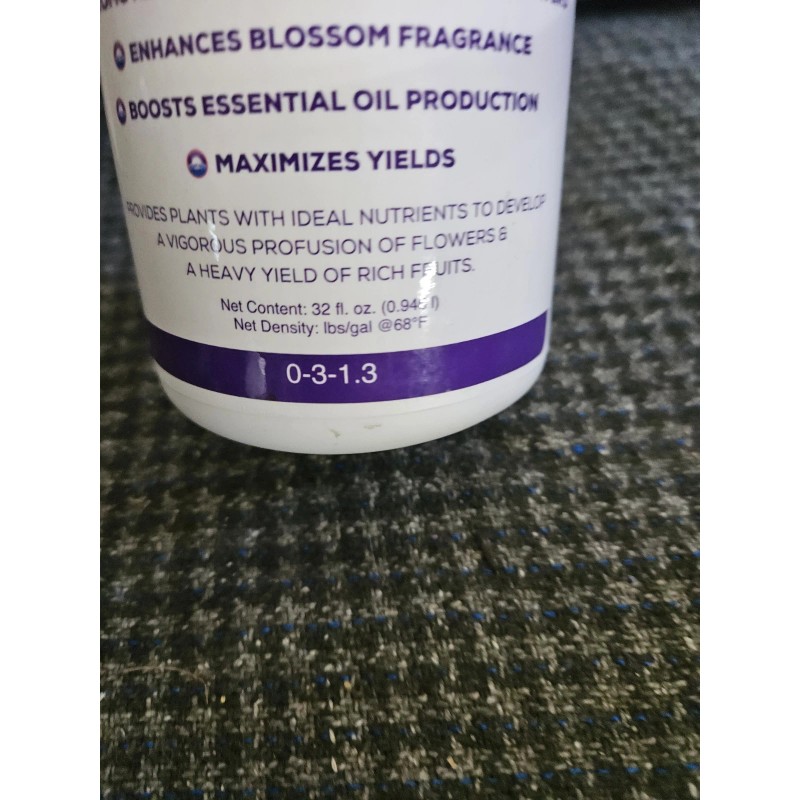 ENHANCES BLOSSOM FRAGRANCE
BOOSTS ESSENTIAL OIL PRODUCTION
MAXIMIZES YIELDS
PROVIDES PLANTS WITH IDEAL NUTRIENTS TO DEVELOP
A VIGOROUS PROFUSION OF FLOWERS &
A HEAVY YIELD OF RICH FRUITS.
Net Content: 32 fl. oz.
Net Density: lbs/gal @68°F
0-3-1.3